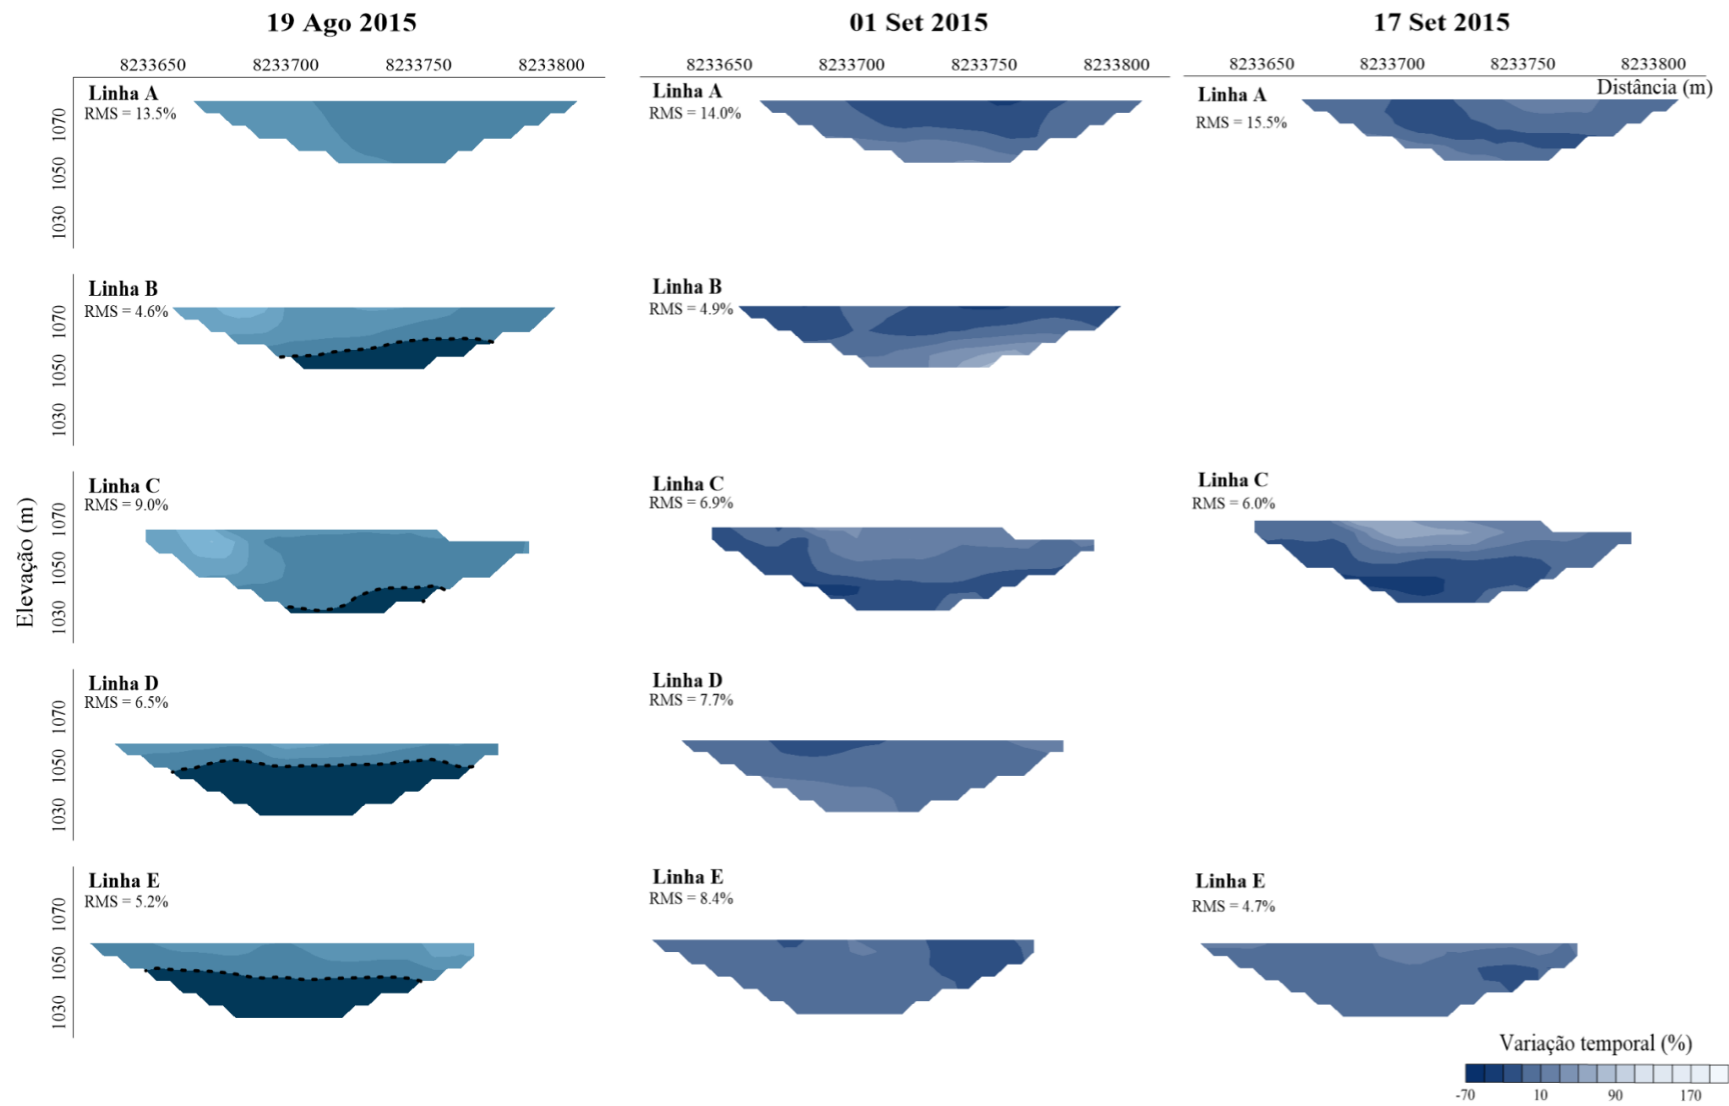 19 Ago 2015 01 Set 2015 17 Set 2015
8233650 8233700 8233750 8233800 8233650 8233700 8233750 8233800 8233650 8233700 8233750 8233800
Distância (m)
Linha A Linha A Linha A
RMS = 13.5% RMS = 14.0% RMS = 15.5%
1070
1050
1030
Linha B Linha B
RMS = 4.6% RMS = 4.9%
1070
1050
1030
Linha C Linha C Linha C
RMS = 9.0% RMS = 6.9% RMS = 6.0%
Elevação (m)
1070
1050
1030
Linha D Linha D
RMS = 6.5% RMS = 7.7%
1070
1050
1030
Linha E Linha E Linha E
RMS = 5.2% RMS = 8.4% RMS = 4.7%
1070
1050
1030
Variação temporal (%)
-70 10 90 170